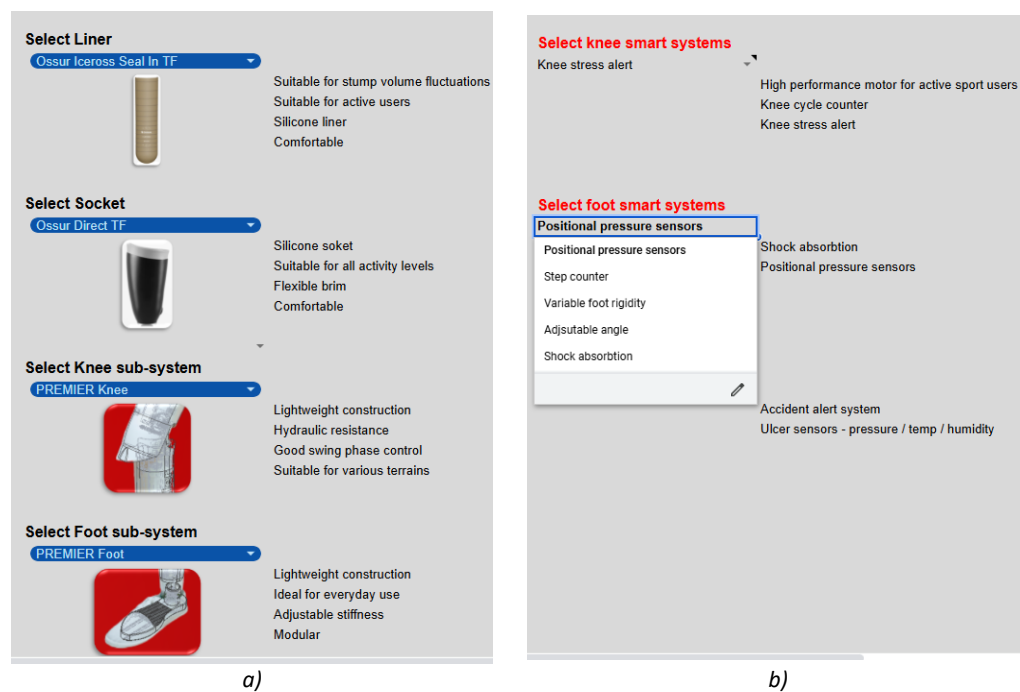 Select Liner
Ossur Iceross Seal In TF
Suitable for stump volume fluctuations
Suitable for active users
Silicone liner
Comfortable
Select Socket
Ossur Direct TF
Silicone soket
Suitable for all activity levels
Flexible brim
Comfortable
Select Knee sub-system
PREMIER Knee
Lightweight construction
Hydraulic resistance
Good swing phase control
Suitable for various terrains
Select Foot sub-system
PREMIER Foot
Lightweight construction
Ideal for everyday use
Adjustable stiffness
Modular
a)
Select knee smart systems
Knee stress alert
High performance motor for active sport users
Knee cycle counter
Knee stress alert
Select foot smart systems
Positional pressure sensors
Positional pressure sensors
Step counter
Variable foot rigidity
Adjsutable angle
Shock absorbtion
Shock absorbtion
Positional pressure sensors
Accident alert system
Ulcer sensors - pressure / temp / humidity
b)